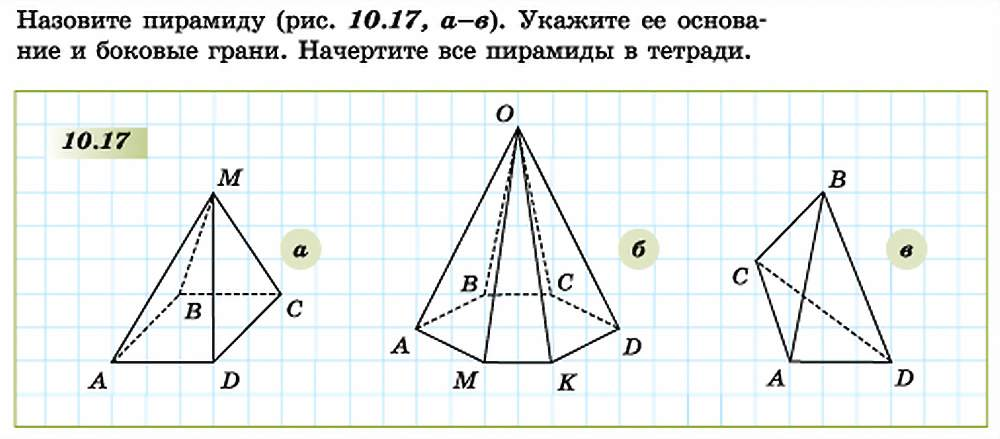 Назовите пирамиду (рис. 10.17, а–в). Укажите ее основа-
ние и боковые грани. Начертите все пирамиды в тетради.
10.17
M
а
B
C
A
D
O
б
B
C
A
D
M
K
B
в
C
A
D